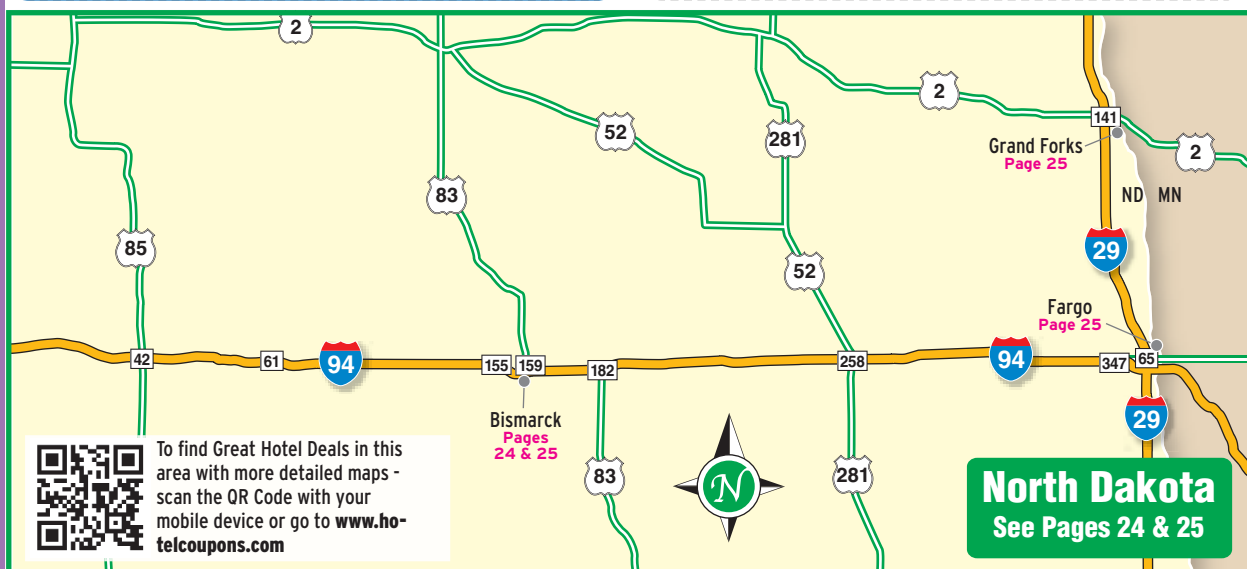 2
2
141
Grand Forks
Page 25
2
52
281
83
ND MN
85
29
52
Fargo
Page 25
42
61
94
155
159
182
258
94
347
65
Bismarck
Pages
24 & 25
29
83
281
N
To find Great Hotel Deals in this
area with more detailed maps -
scan the QR Code with your
mobile device or go to www.ho-
telcoupons.com
North Dakota
See Pages 24 & 25